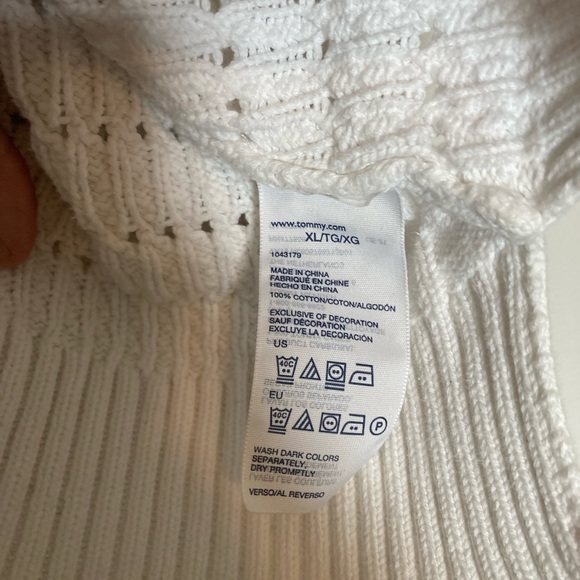 www.tommy.com
XL/TG/XG
1043179
MADE IN CHINA
FABRIQUÉ EN CHINE
HECHO EN CHINA
100% COTTON/COTON/ALGODÓN
EXCLUSIVE OF DECORATION
SAUF DÉCORATION
EXCLUYE LA DECORACIÓN
US
40C
EU
40C P
WASH DARK COLORS
SEPARATELY,
DRY PROMPTLY
VERSO/AL REVERSO